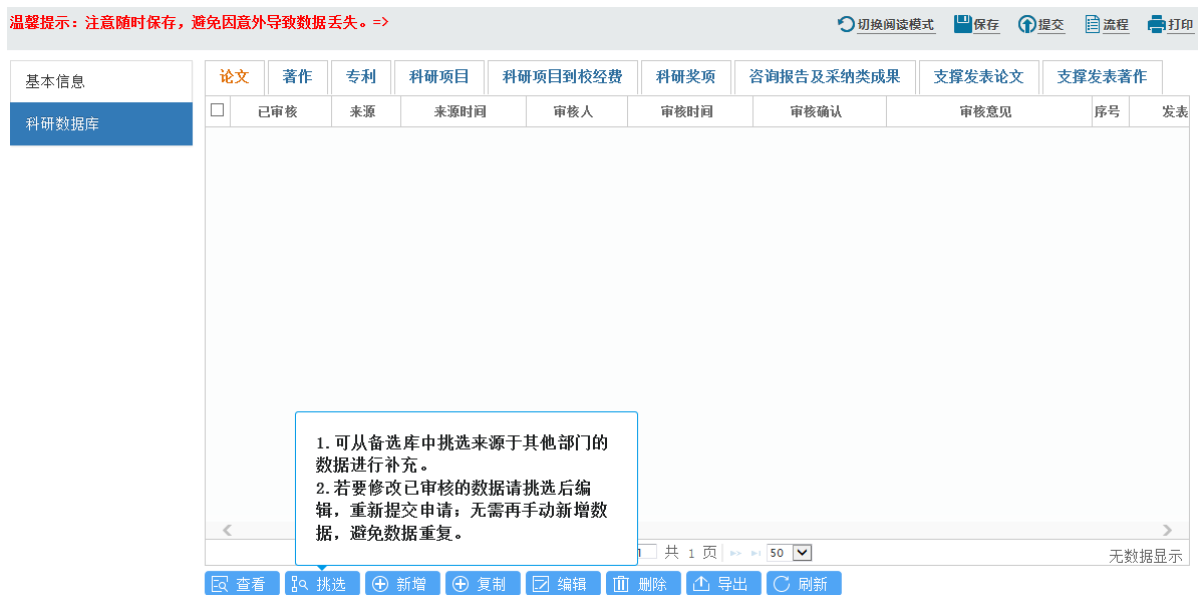 温馨提示：注意随时保存，避免因意外导致数据丢失。=>
切换阅读模式 保存 提交 流程 打印
基本信息
科研数据库
论文 著作 专利 科研项目 科研项目到校经费 科研奖项 咨询报告及采纳类成果 支撑发表论文 支撑发表著作
已审核 来源 来源时间 审核人 审核时间 审核确认 审核意见 序号 发表
1.可从备选库中挑选来源于其他部门的
数据进行补充。
2.若要修改已审核的数据请挑选后编
辑，重新提交申请；无需再手动新增数
据，避免数据重复。
1 共 1 页 50
无数据显示
查看 挑选 新增 复制 编辑 删除 导出 刷新